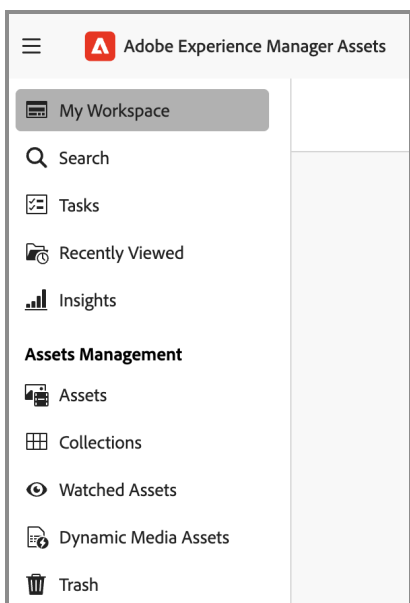 Adobe Experience Manager Assets
My Workspace
Search
Tasks
Recently Viewed
Insights
Assets Management
Assets
Collections
Watched Assets
Dynamic Media Assets
Trash